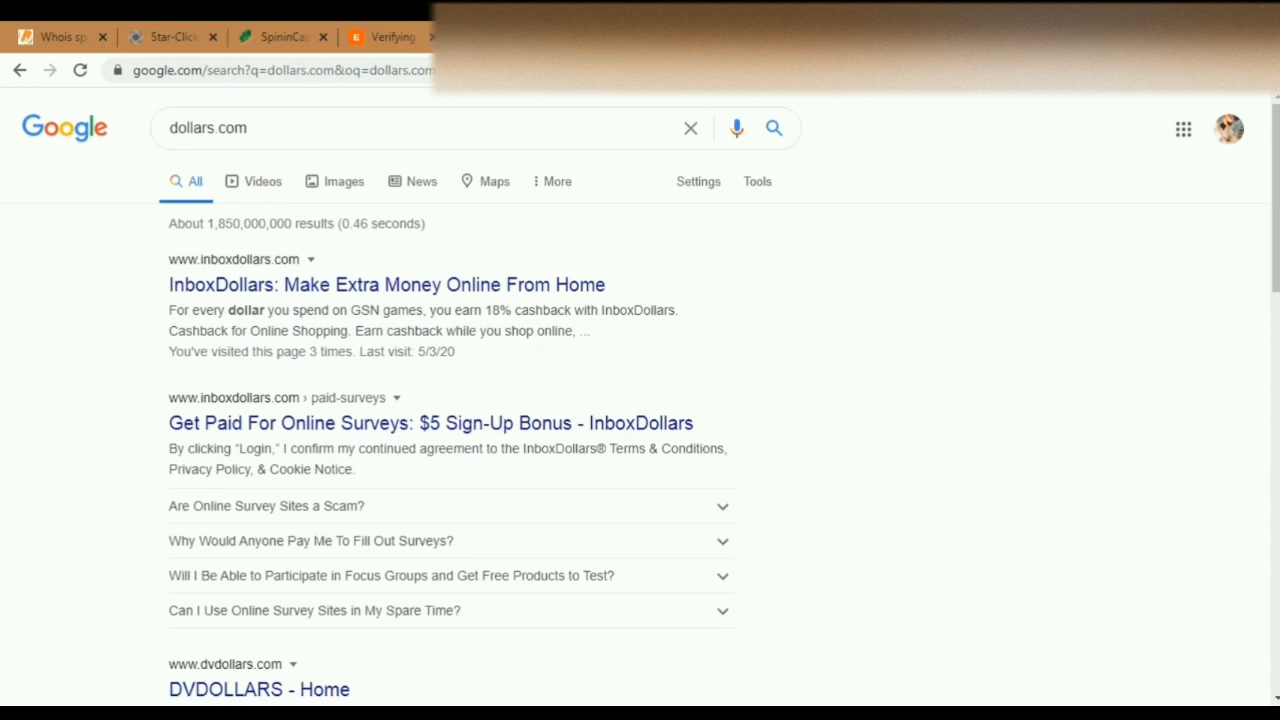 Whois sp
Star-Click
SpininCas
Verifying
google.com/search?q=dollars.com&oq=dollars.com
Google
dollars.com
All
Videos
Images
News
Maps
More
Settings
Tools
About 1,850,000,000 results (0.46 seconds)
www.inboxdollars.com
InboxDollars: Make Extra Money Online From Home
For every dollar you spend on GSN games, you earn 18% cashback with InboxDollars.
Cashback for Online Shopping. Earn cashback while you shop online, ...
You've visited this page 3 times. Last visit: 5/3/20
www.inboxdollars.com › paid-surveys
Get Paid For Online Surveys: $5 Sign-Up Bonus - InboxDollars
By clicking “Login,” I confirm my continued agreement to the InboxDollars® Terms & Conditions,
Privacy Policy, & Cookie Notice.
Are Online Survey Sites a Scam?
Why Would Anyone Pay Me To Fill Out Surveys?
Will I Be Able to Participate in Focus Groups and Get Free Products to Test?
Can I Use Online Survey Sites in My Spare Time?
www.dvdollars.com
DVDOLLARS - Home